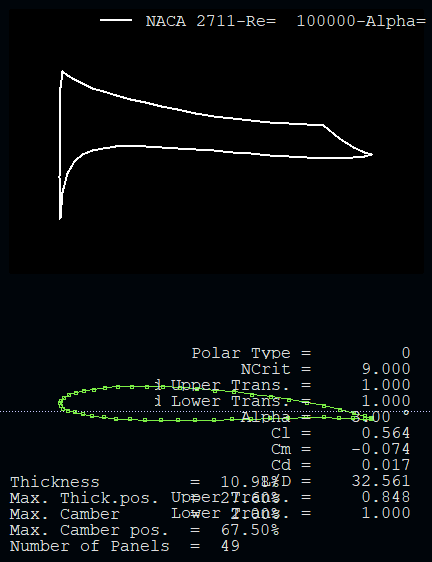 NACA 2711-Re=  100000-Alpha=
Polar Type =  0
NCrit =  9.000
Upper Trans. =  1.000
Lower Trans. =  1.000
Alpha =
Cl =  0.564
Cm =  -0.074
Cd =  0.017
L/D =  32.561
Thickness  =  10.98%
Upper Trans. =  0.848
Max. Thick.pos.  =  27.60%
Lower Trans. =  1.000
Max. Camber  =  2.00%
Max. Camber pos.  =  67.50%
Number of Panels  =  49